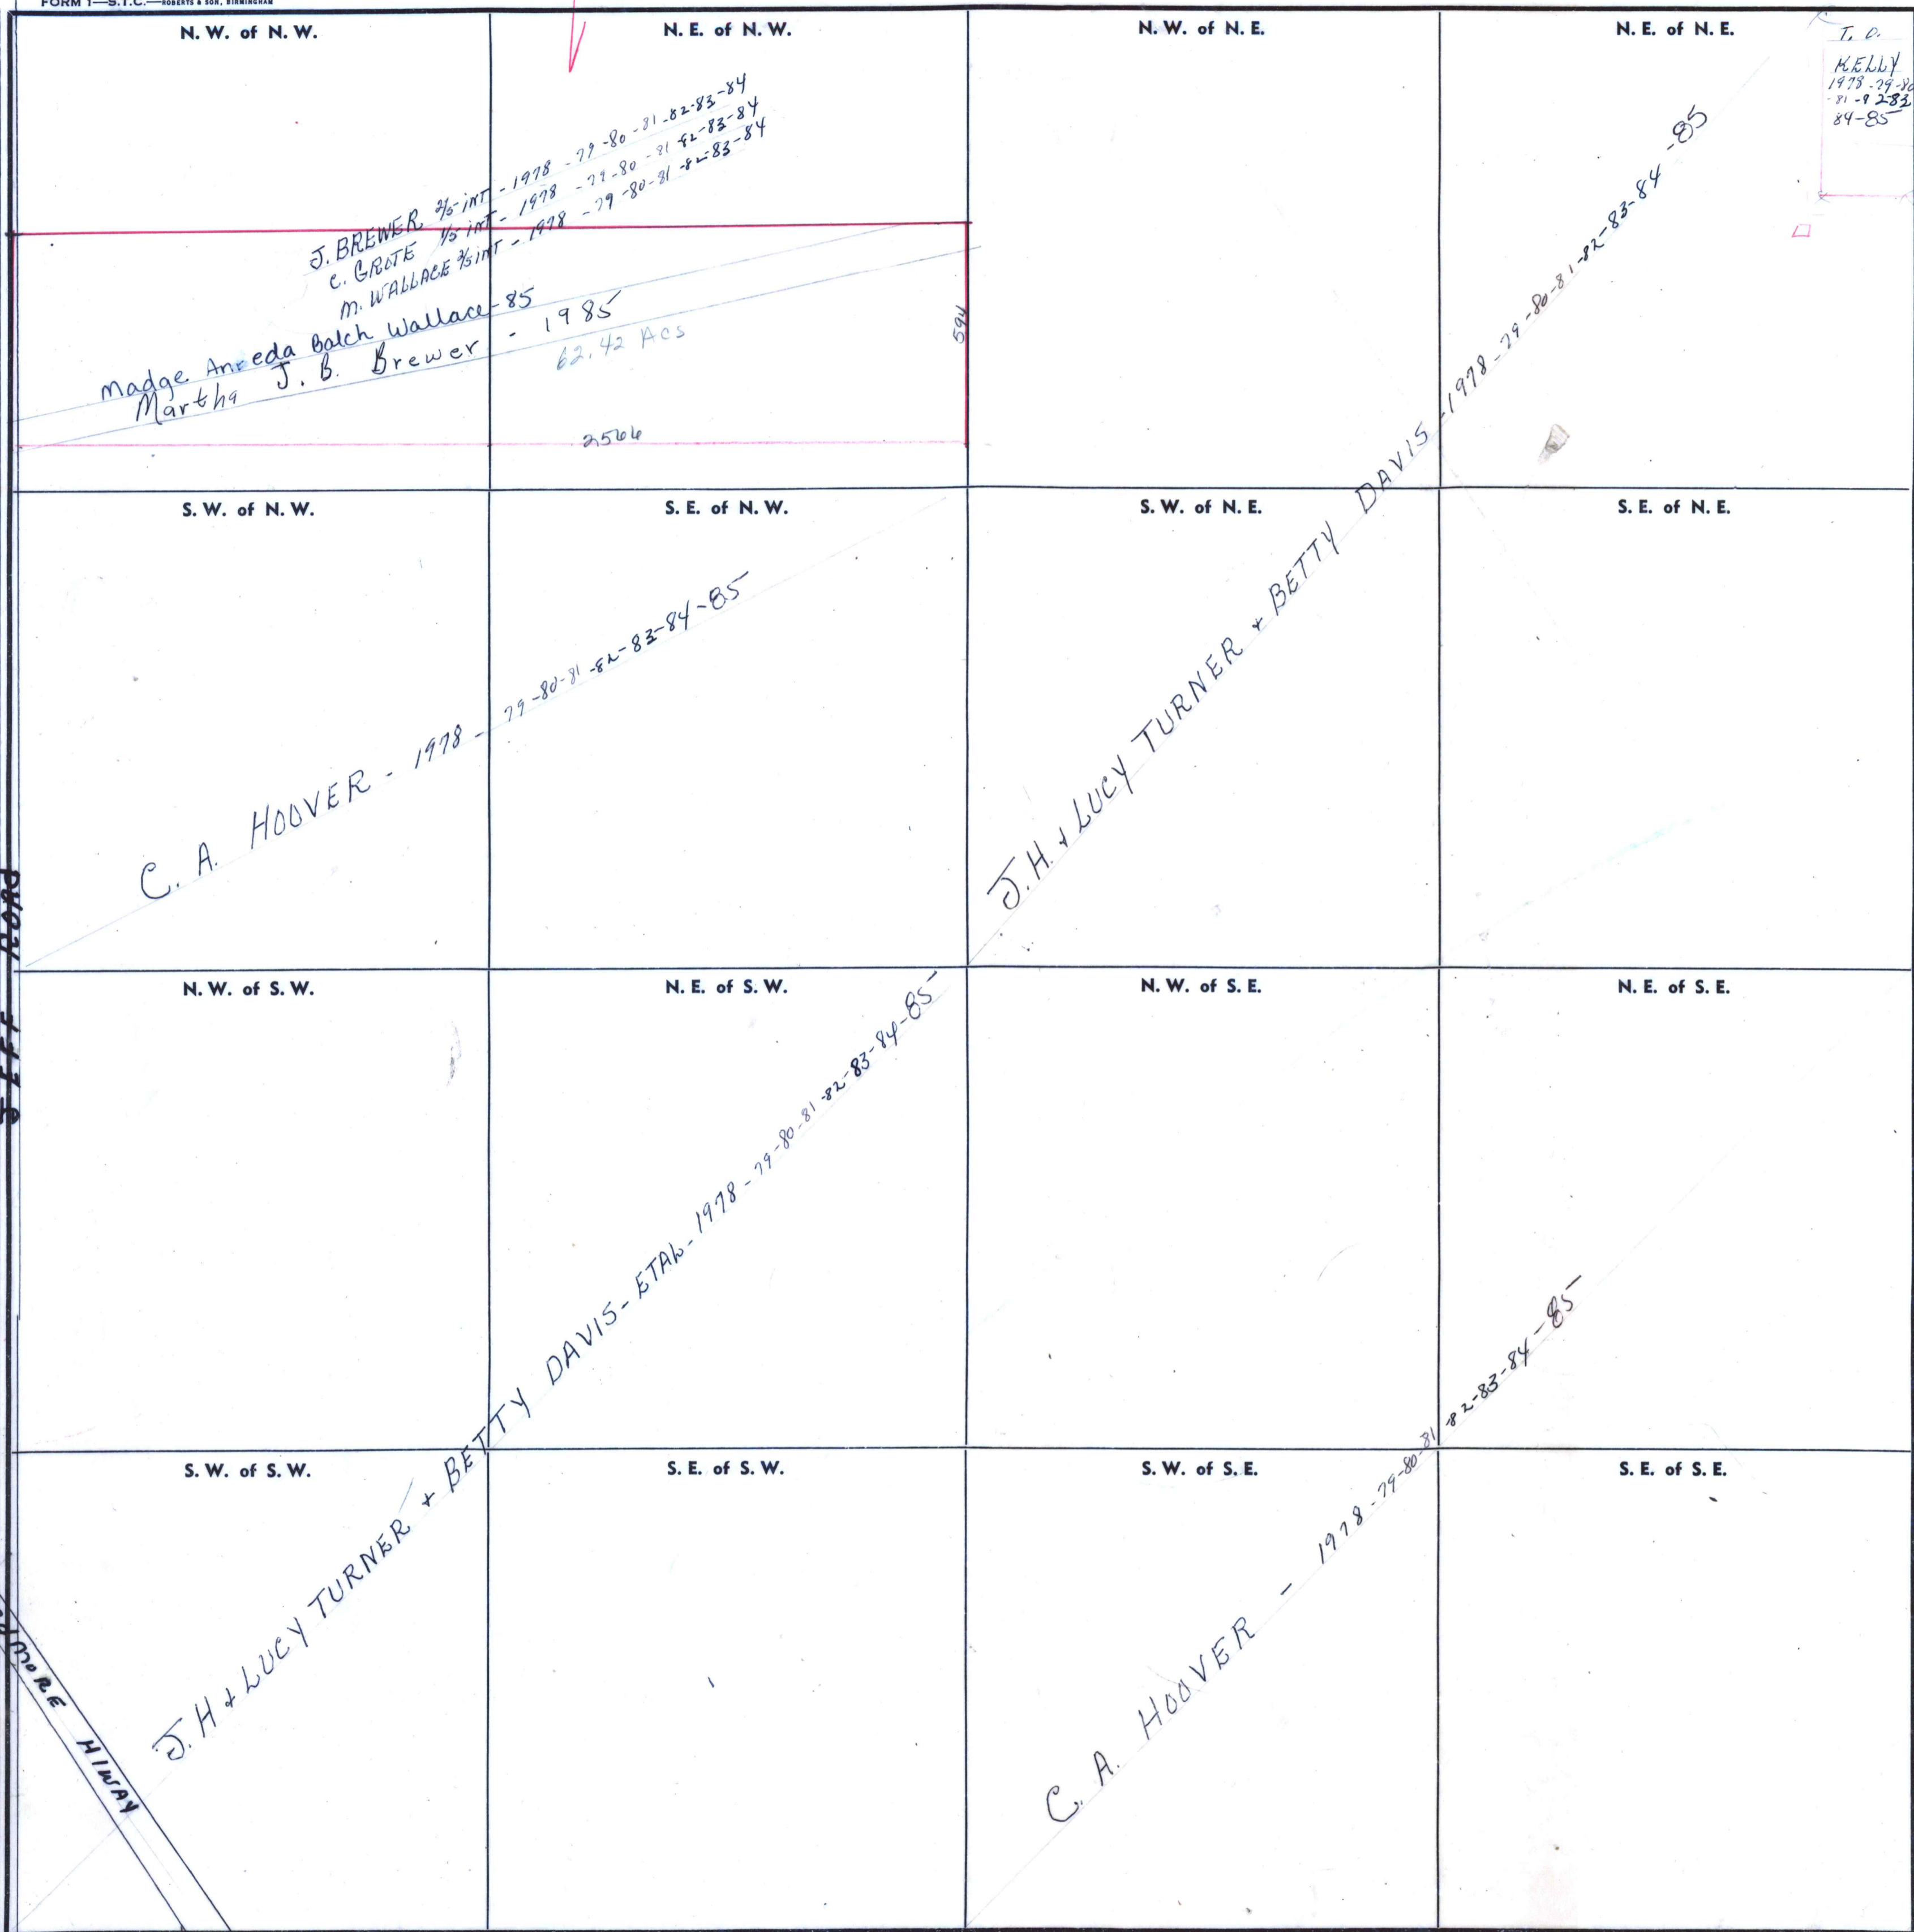 FORM 1—S.T.C.—ROBERTS & SON, BIRMINGHAM
N. W. of N. W.
N. E. of N. W.
N. W. of N. E.
N. E. of N. E.
T. O.
KELLY
1978-79-80
-81-82 83
84-85
J. BREWER 2/5 INT - 1978 - 79-80-81-82-83-84
C. GROTE 1/5 INT - 1978 - 79-80-81-82-83-84
M. WALLACE 2/5 INT - 1978 - 79-80-81-82-83-84
Madge Anreda Balch Wallace-85
Martha J. B. Brewer - 1985
62.42 Acs
594
2566
S. W. of N. W.
S. E. of N. W.
S. W. of N. E.
S. E. of N. E.
C. A. HOOVER - 1978 - 79-80-81-82-83-84-85
J.H. & LUCY TURNER & BETTY DAVIS - 1978-79-80-81-82-83-84-85
JEFF ROAD
N. W. of S. W.
N. E. of S. W.
N. W. of S. E.
N. E. of S. E.
J.H & LUCY TURNER & BETTY DAVIS - ETAL - 1978-79-80-81-82-83-84-85
S. W. of S. W.
S. E. of S. W.
S. W. of S. E.
S. E. of S. E.
C. A. HOOVER - 1978-79-80-81 82-83-84-85
MORE HIWAY